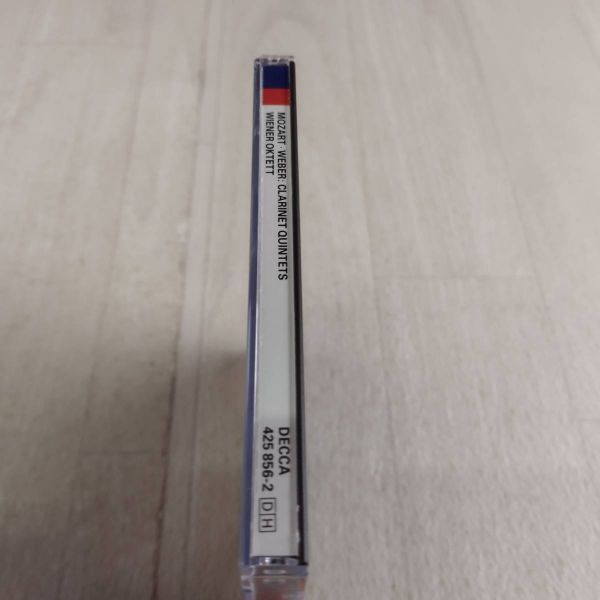 MOZART · WEBER: CLARINET QUINTETS
WIENER OKTETT
DECCA
425 856-2 DH